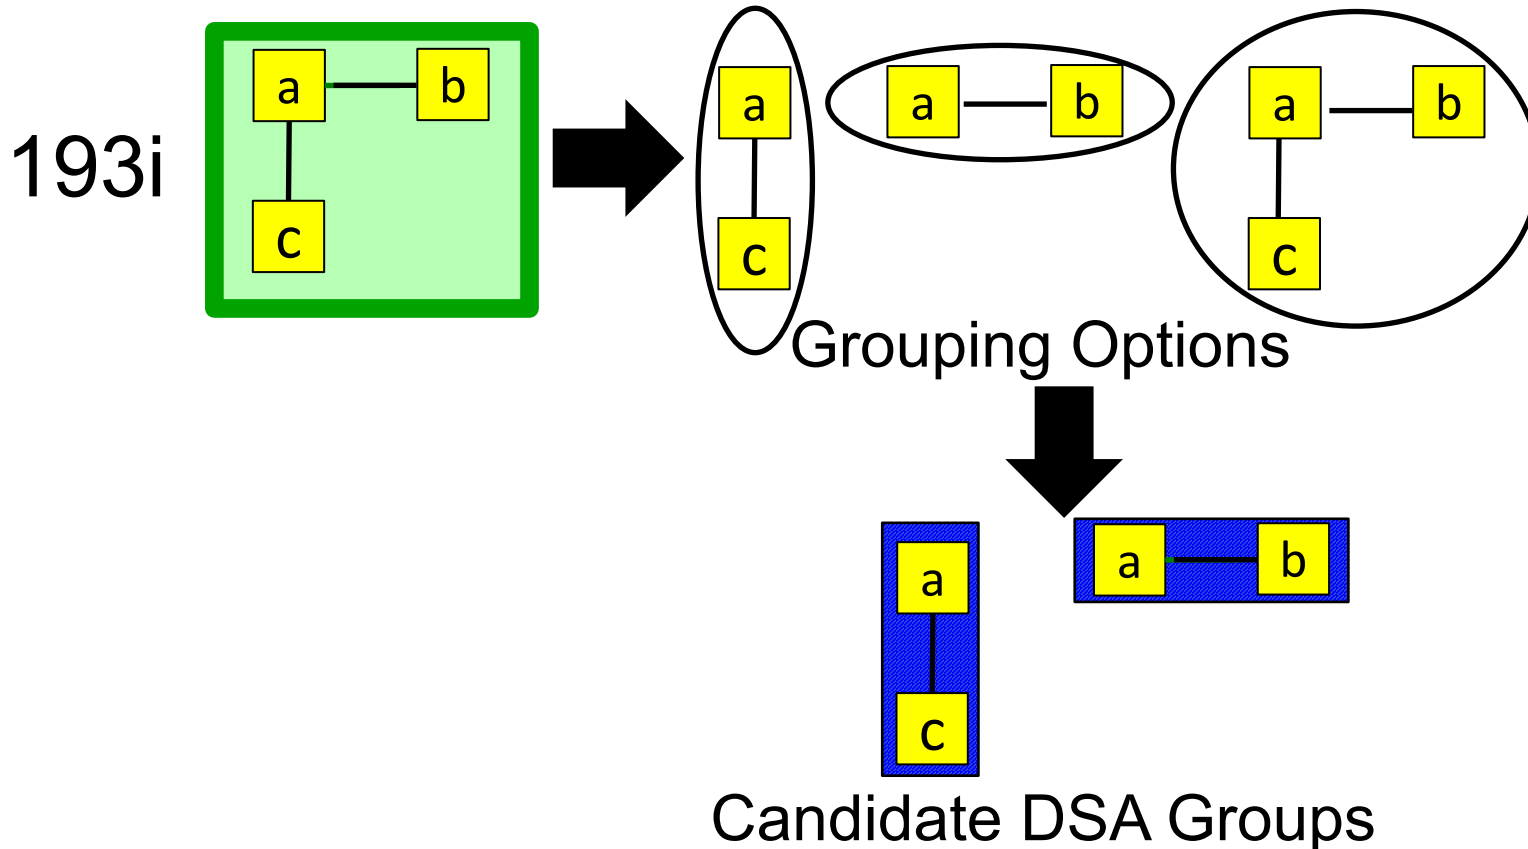 193i
a b
c
a
c
a b
a b
c
Grouping Options
a
c
a b
Candidate DSA Groups